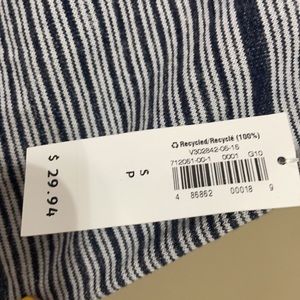 ♻ Recycled/Recyclé (100%)
V302842-06-15
712061-00-1 0001 G10
4 86862 00018 9
S
P
$ 29.94